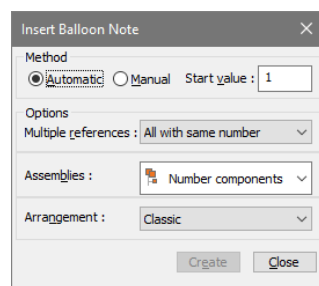 Insert Balloon Note
Method
Automatic Manual Start value : 1
Options
Multiple references : All with same number
Assemblies : Number components
Arrangement : Classic
Create Close